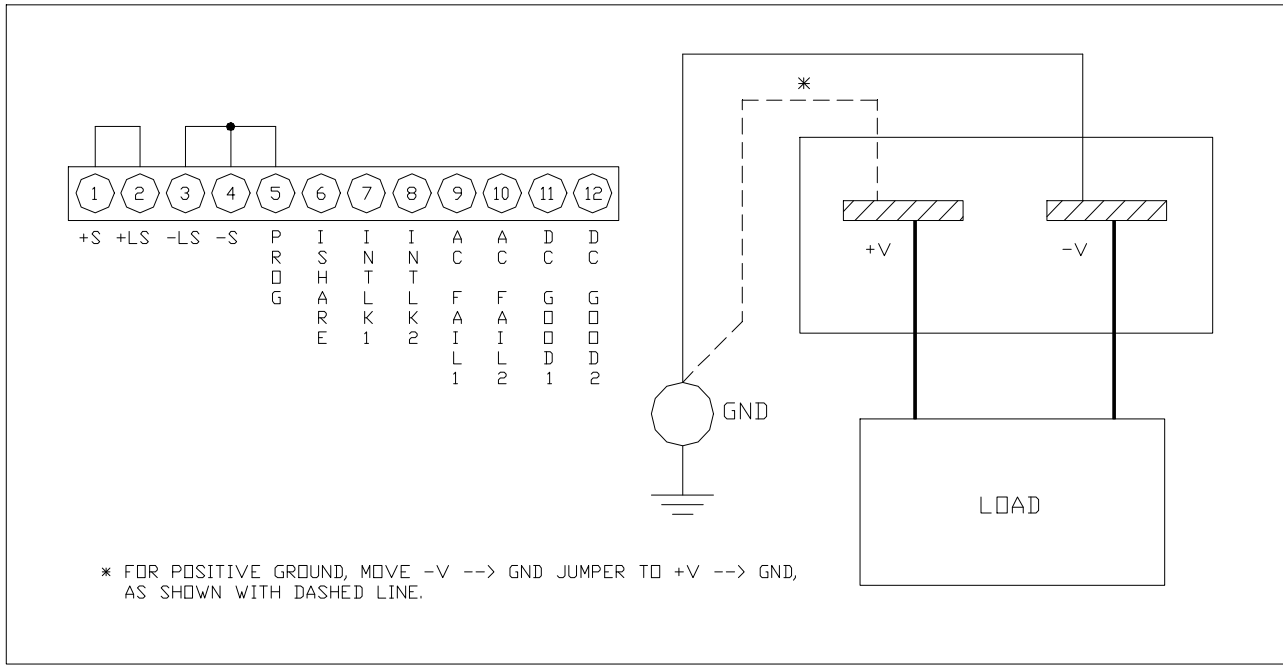 *
1 2 3 4 5 6 7 8 9 10 11 12
+S +LS -LS -S PROG ISHARE INTLK1 INTLK2 AC FAIL1 AC FAIL2 DC GOOD1 DC GOOD2
+V -V
GND
LOAD
* FOR POSITIVE GROUND, MOVE -V --> GND JUMPER TO +V --> GND,
AS SHOWN WITH DASHED LINE.